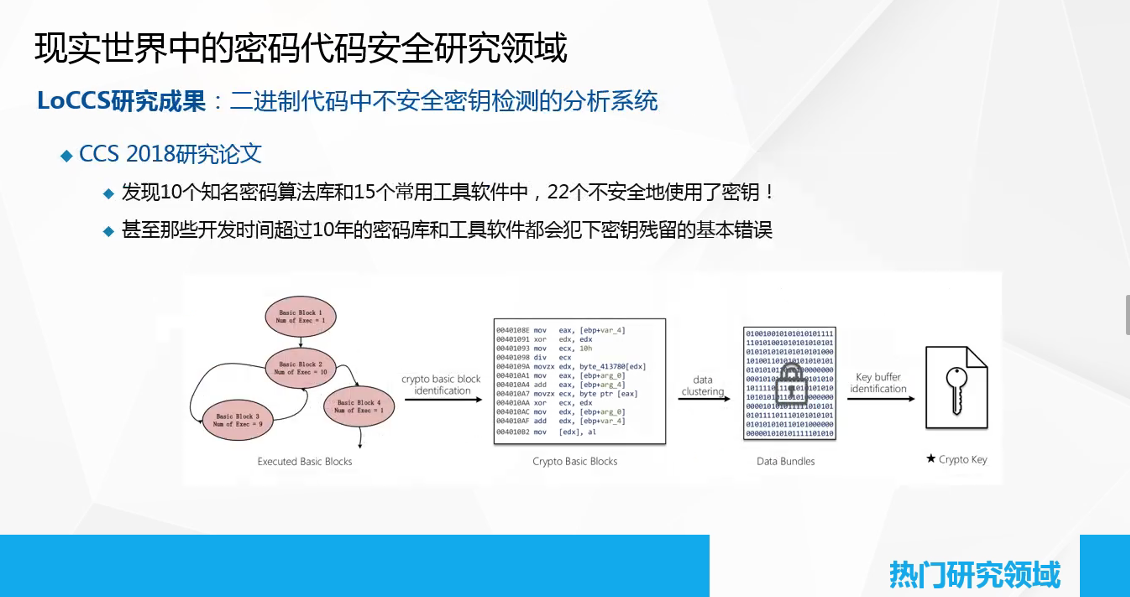 现实世界中的密码代码安全研究领域
LoCCS研究成果：二进制代码中不安全密钥检测的分析系统
CCS 2018研究论文
发现10个知名密码算法库和15个常用工具软件中，22个不安全地使用了密钥！
甚至那些开发时间超过10年的密码库和工具软件都会犯下密钥残留的基本错误
Basic Block 1
Num of Exec = 1
Basic Block 2
Num of Exec = 10
Basic Block 3
Num of Exec = 9
Basic Block 4
Num of Exec = 1
Executed Basic Blocks
crypto basic block
identification
0040108E mov eax, [ebp+var_4]
00401091 xor edx, edx
00401093 mov ecx, 10h
00401098 div ecx
0040109A movzx edx, byte_413780[edx]
004010A1 mov eax, [ebp+arg_0]
004010A4 add eax, [ebp+arg_4]
004010A7 movzx ecx, byte ptr [eax]
004010AA xor ecx, edx
004010AC mov edx, [ebp+arg_0]
004010AF add edx, [ebp+var_4]
004010B2 mov [edx], al
Crypto Basic Blocks
data
clustering
Data Bundles
Key buffer
identification
★ Crypto Key
热门研究领域